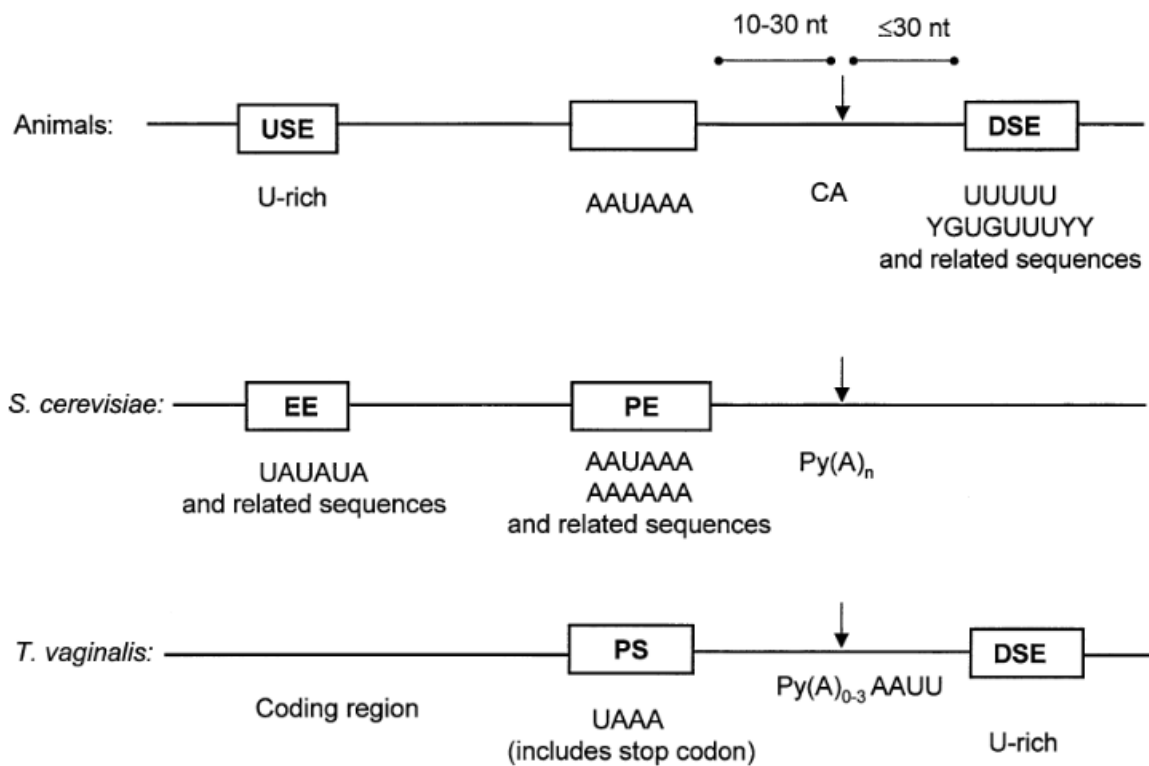 10-30 nt ≤30 nt
Animals: USE DSE
U-rich AAUAAA CA UUUUU
YGUGUUUYY
and related sequences
S. cerevisiae: EE PE
UAUAUA AAUAAA Py(A)n
and related sequences AAAAAA
and related sequences
T. vaginalis: PS DSE
Coding region UAAA Py(A)0-3 AAUU U-rich
(includes stop codon)